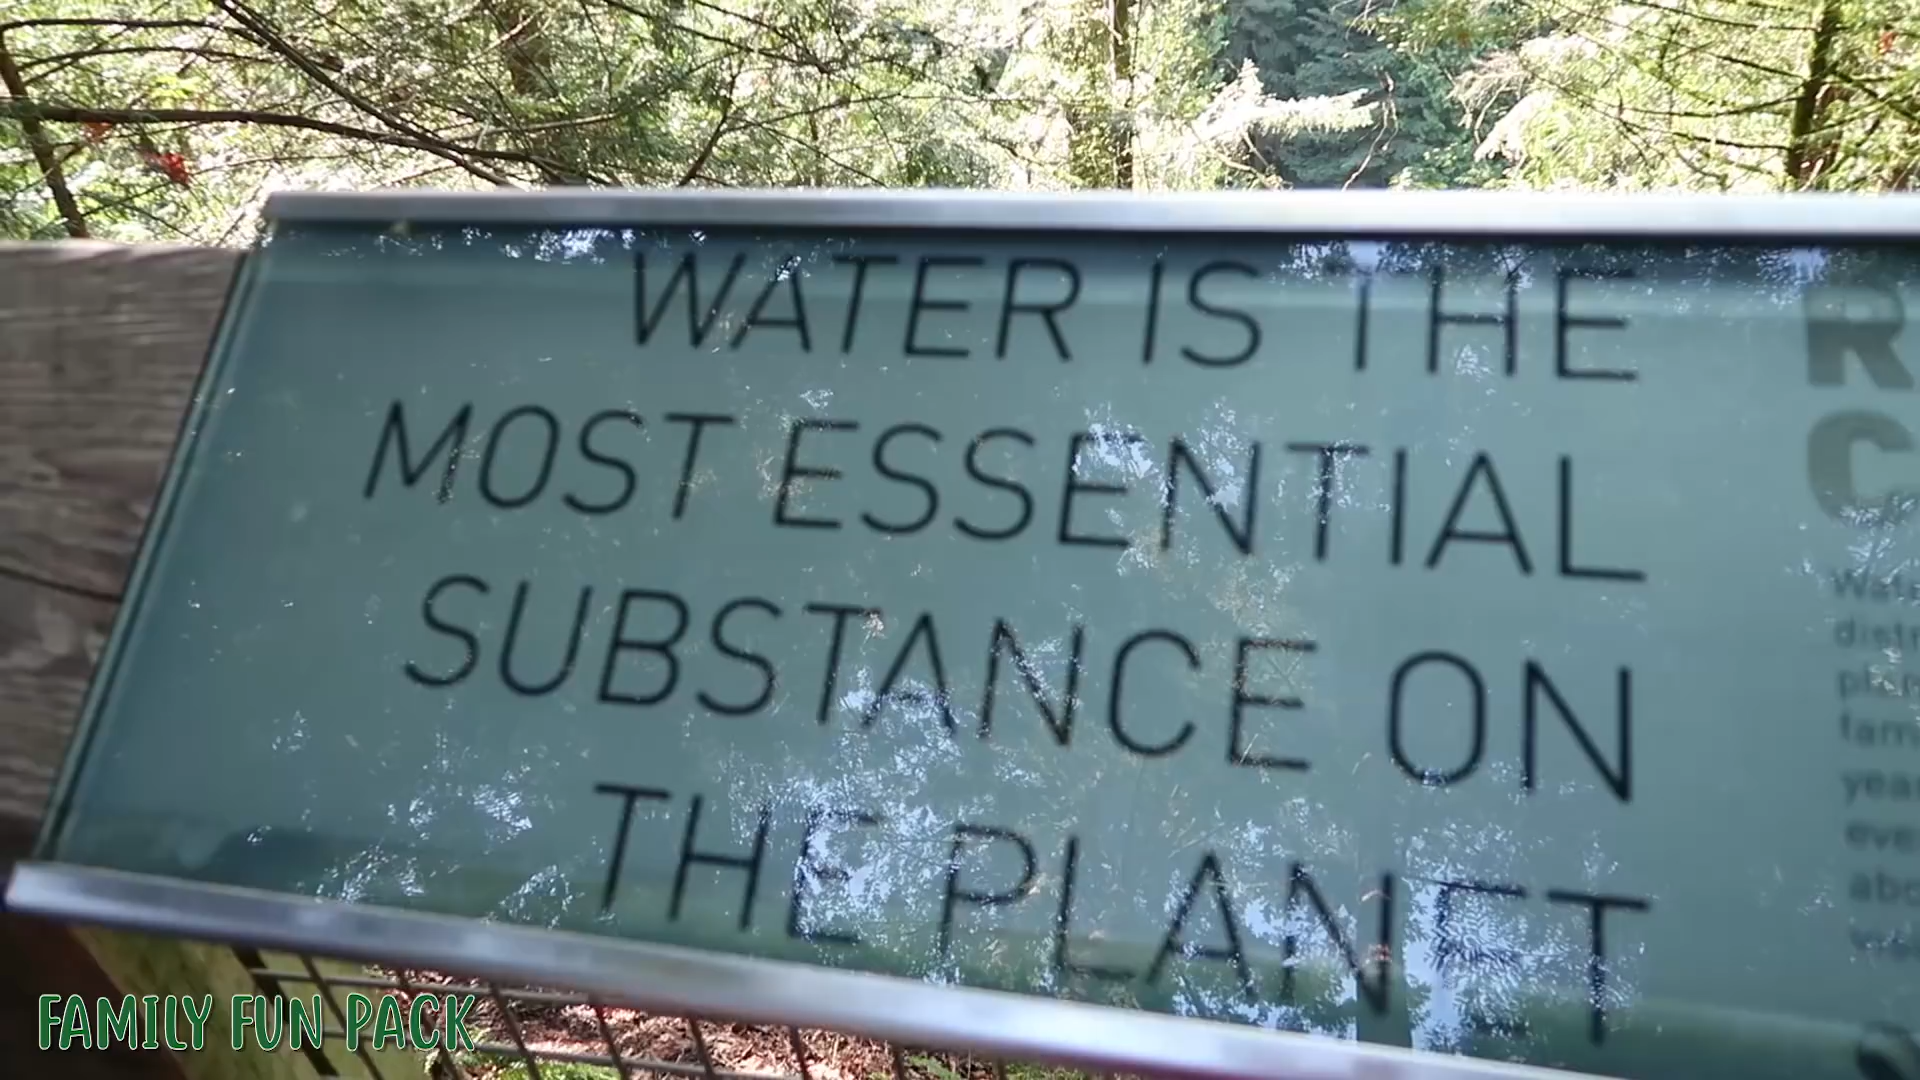 WATER IS THE
MOST ESSENTIAL
SUBSTANCE ON
THE PLANET
FAMILY FUN PACK